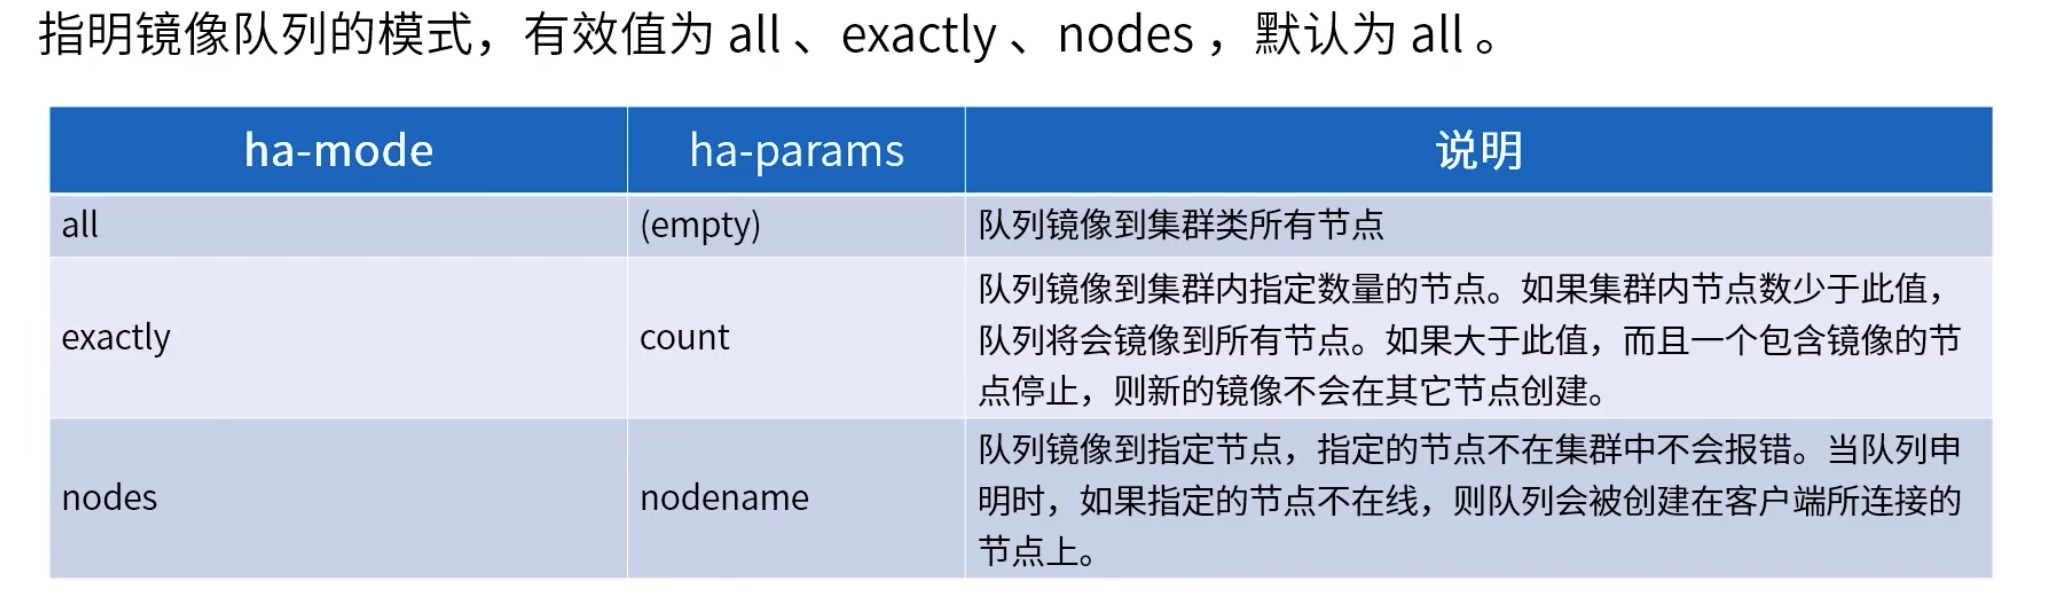 指明镜像队列的模式，有效值为 all 、exactly 、nodes ，默认为 all 。
ha-mode
ha-params
说明
all
(empty)
队列镜像到集群类所有节点
exactly
count
队列镜像到集群内指定数量的节点。如果集群内节点数少于此值，
队列将会镜像到所有节点。如果大于此值，而且一个包含镜像的节
点停止，则新的镜像不会在其它节点创建。
nodes
nodename
队列镜像到指定节点，指定的节点不在集群中不会报错。当队列申
明时，如果指定的节点不在线，则队列会被创建在客户端所连接的
节点上。